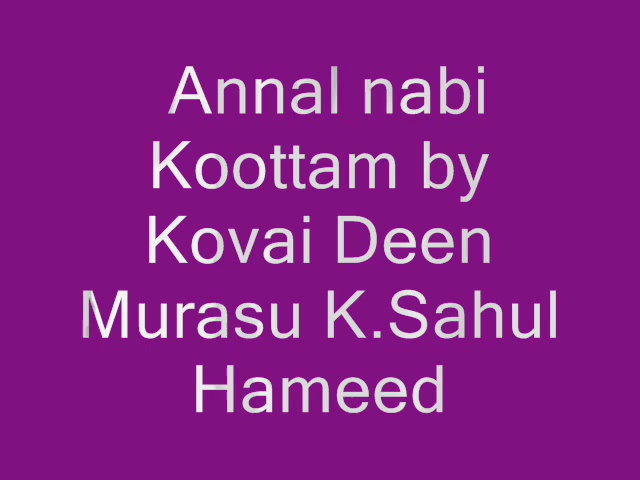 Annal nabi
Koottam by
Kovai Deen
Murasu K.Sahul
Hameed